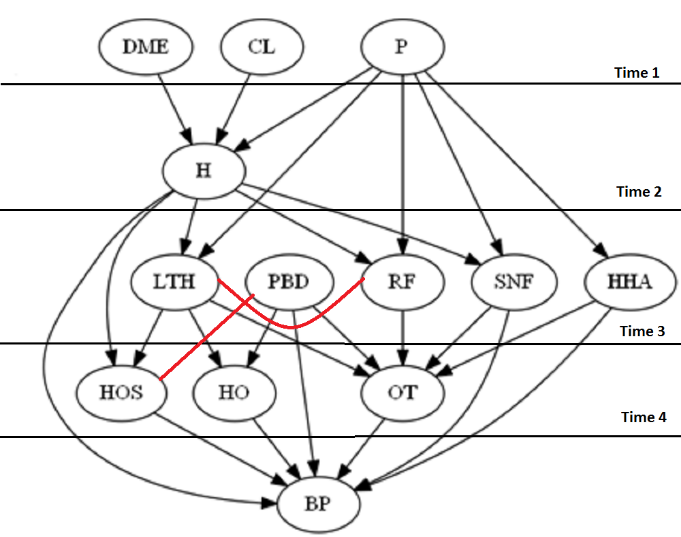 DME CL P
Time 1
H
Time 2
LTH PBD RF SNF HHA
Time 3
HOS HO OT
Time 4
BP